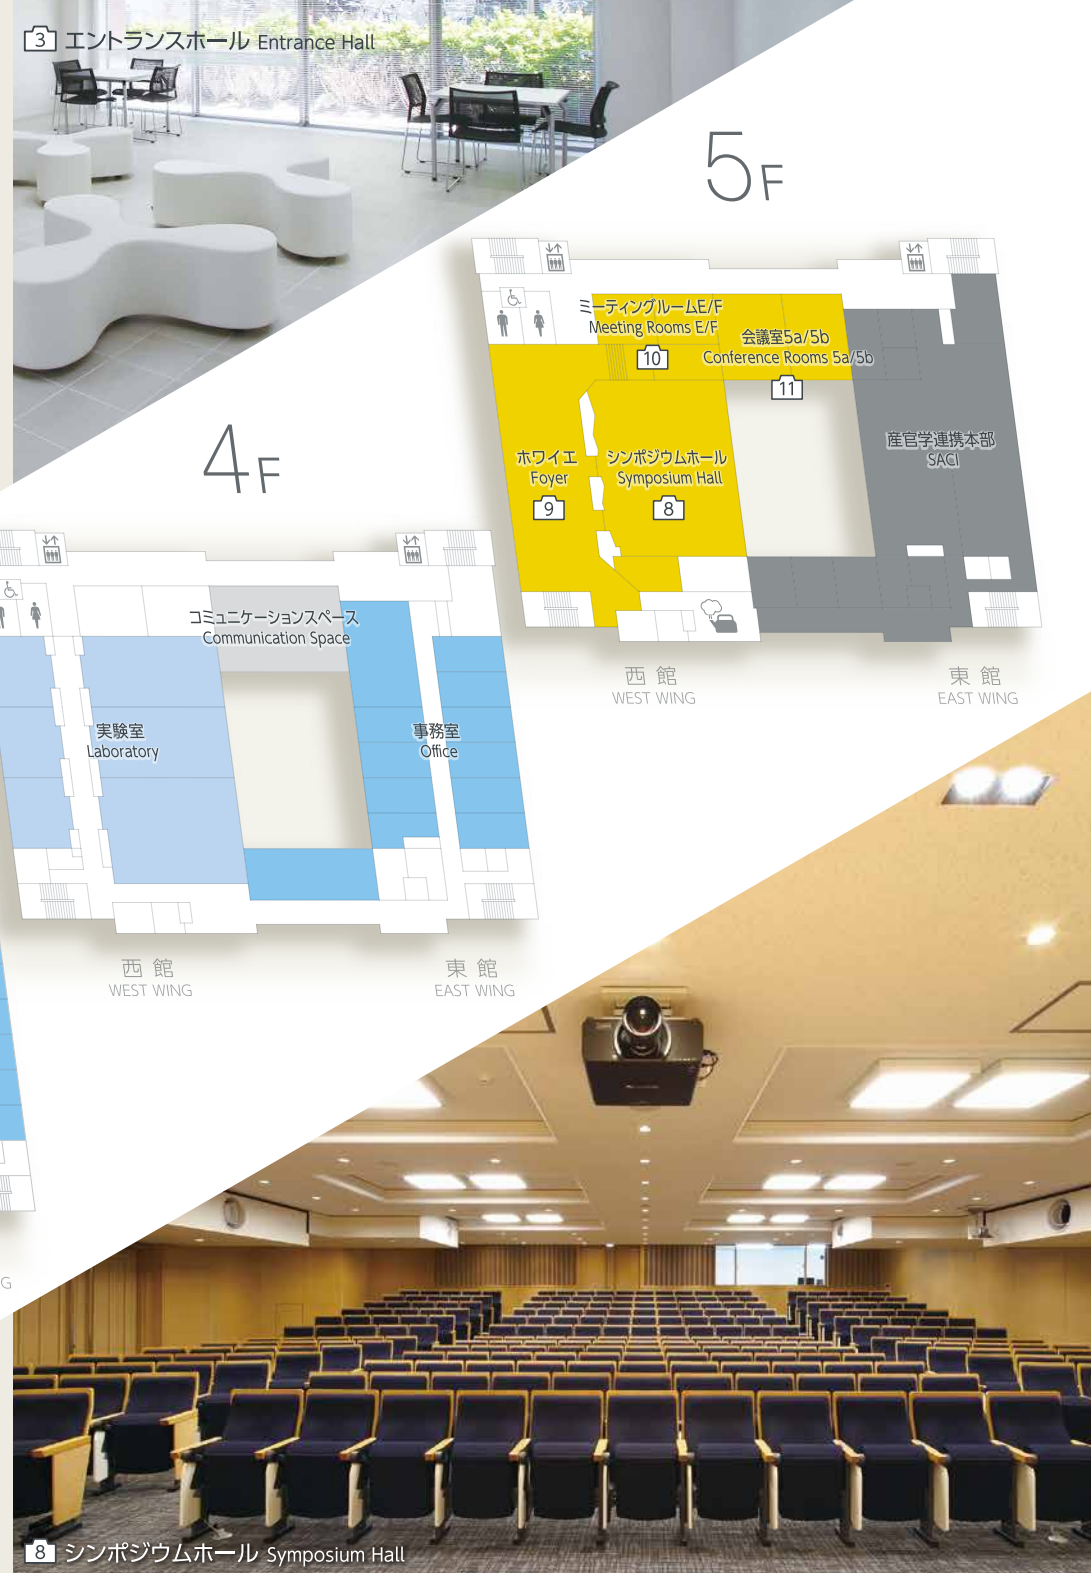 3 エントランスホール Entrance Hall
5F
ミーティングルームE/F
Meeting Rooms E/F
10
会議室5a/5b
Conference Rooms 5a/5b
11
産官学連携本部
SACI
ホワイエ
Foyer
9
シンポジウムホール
Symposium Hall
8
西館
WEST WING
東館
EAST WING
4F
コミュニケーションスペース
Communication Space
実験室
Laboratory
事務室
Office
西館
WEST WING
東館
EAST WING
G
8 シンポジウムホール Symposium Hall